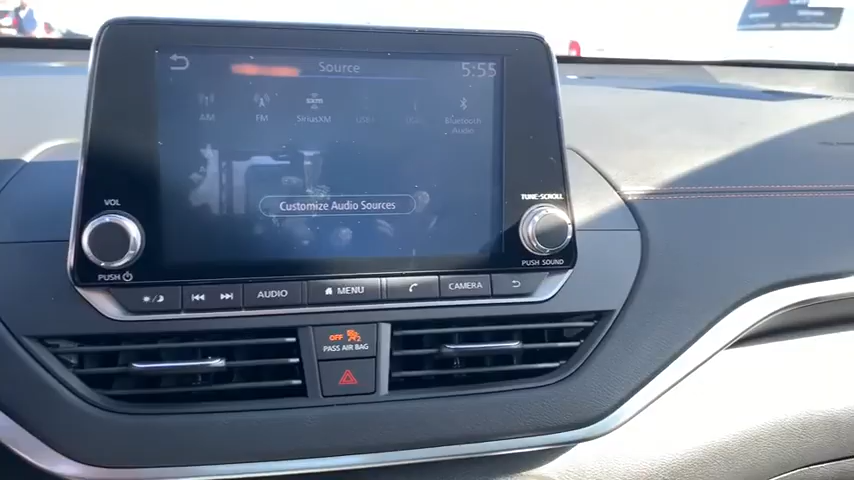 Source
5:55
AM
FM
SiriusXM
Bluetooth
Audio
Customize Audio Sources
VOL
PUSH
TUNE·SCROLL
PUSH SOUND
AUDIO
MENU
CAMERA
OFF
PASS AIR BAG